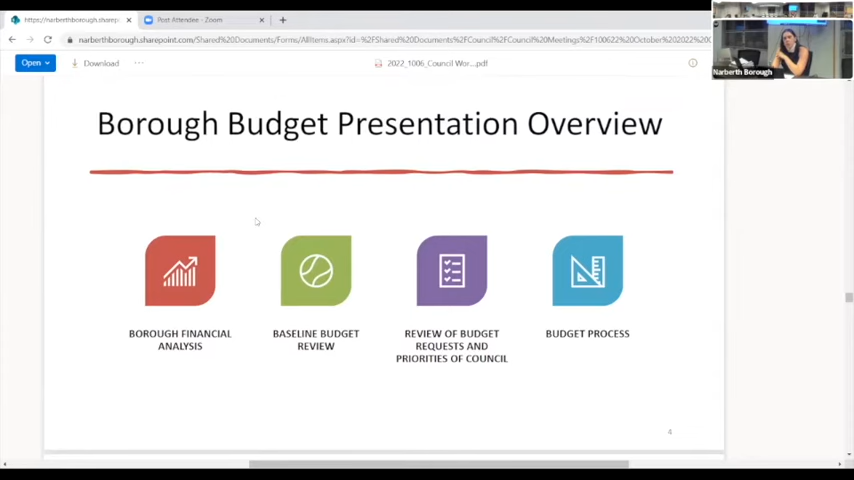 https://narberthborough.sharep
Post Attendee - Zoom
narberthborough.sharepoint.com/Shared%20Documents/Forms/AllItems.aspx?id=%2FShared%20Documents%2FCouncil%2FCouncil%20Meetings%2F100622%20October%202022%20C
Open
Download
2022_1006_Council Wor...pdf
Narberth Borough
Borough Budget Presentation Overview
BOROUGH FINANCIAL
ANALYSIS
BASELINE BUDGET
REVIEW
REVIEW OF BUDGET
REQUESTS AND
PRIORITIES OF COUNCIL
BUDGET PROCESS
4